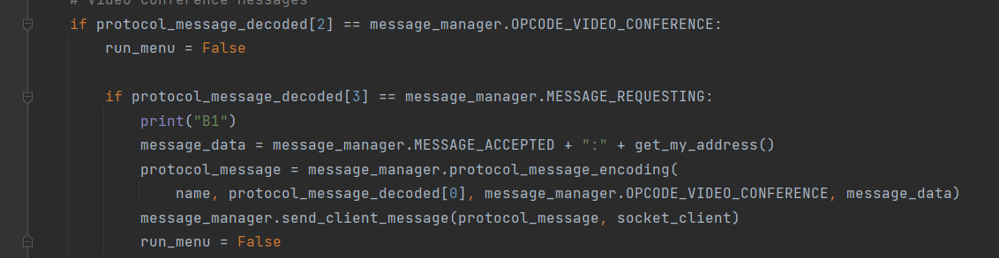 # Video conference messages
if protocol_message_decoded[2] == message_manager.OPCODE_VIDEO_CONFERENCE:
run_menu = False
if protocol_message_decoded[3] == message_manager.MESSAGE_REQUESTING:
print("B1")
message_data = message_manager.MESSAGE_ACCEPTED + ":" + get_my_address()
protocol_message = message_manager.protocol_message_encoding(
name, protocol_message_decoded[0], message_manager.OPCODE_VIDEO_CONFERENCE, message_data)
message_manager.send_client_message(protocol_message, socket_client)
run_menu = False